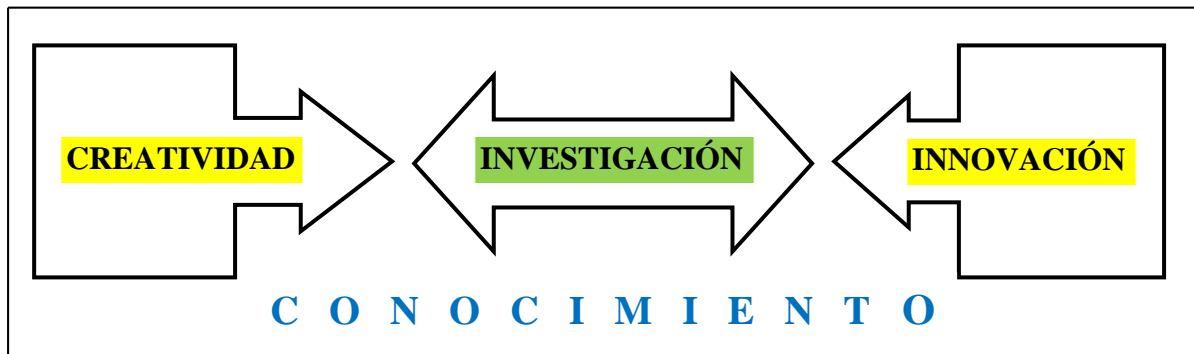 CREATIVIDAD INVESTIGACIÓN INNOVACIÓN
C O N O C I M I E N T O